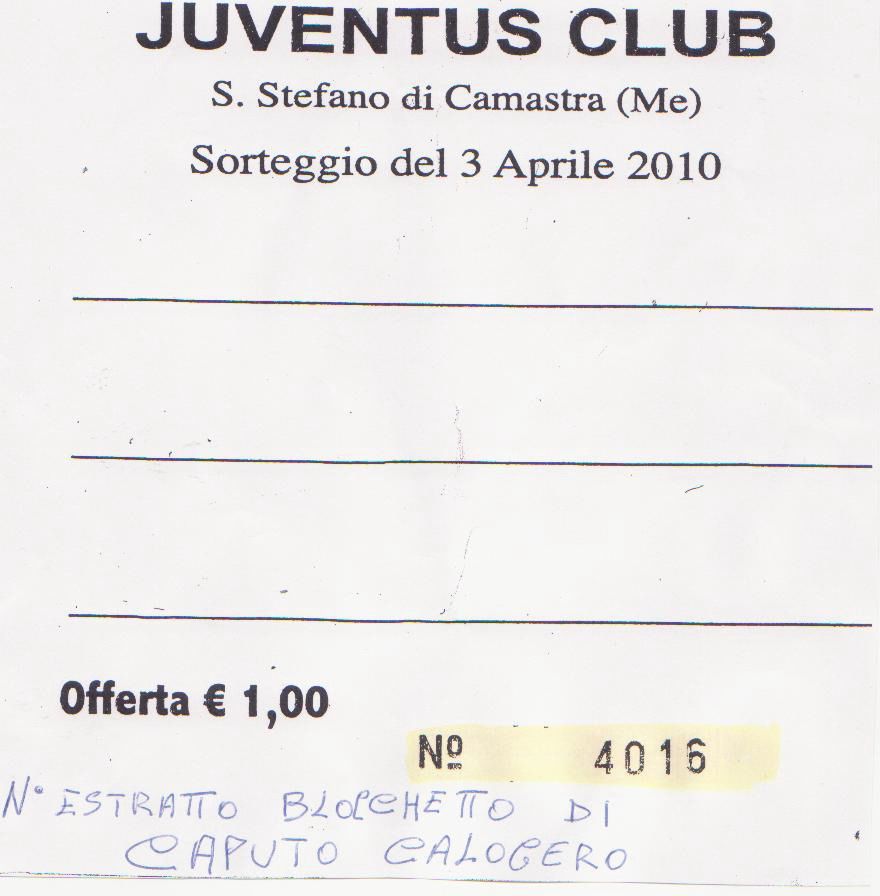 JUVENTUS CLUB
S. Stefano di Camastra (Me)
Sorteggio del 3 Aprile 2010
Offerta € 1,00
Nº 4016
N° ESTRATTO BLOCCHETTO DI
CAPUTO CALOGERO